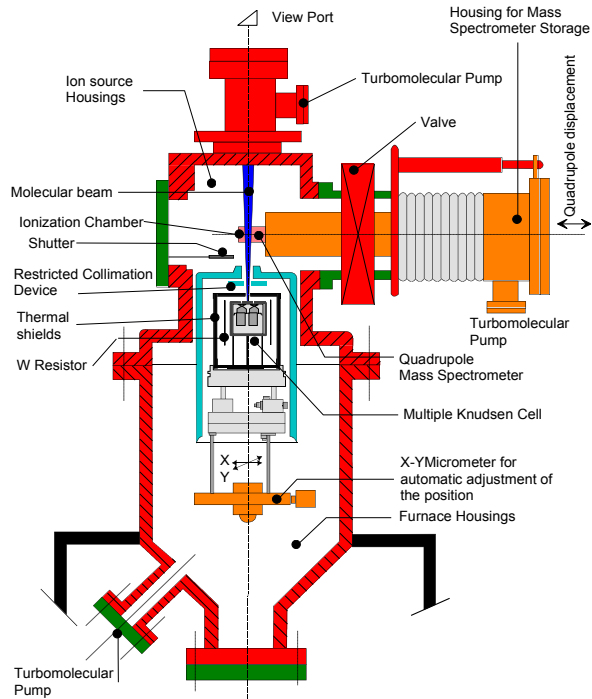 View Port
Housing for Mass
Spectrometer Storage
Ion source
Housings
Turbomolecular Pump
Valve
Quadrupole displacement
Molecular beam
Ionization Chamber
Shutter
Restricted Collimation
Device
Thermal
shields
W Resistor
Turbomolecular
Pump
Quadrupole
Mass Spectrometer
Multiple Knudsen Cell
X
Y
X-YMicrometer for
automatic adjustment of
the position
Furnace Housings
Turbomolecular
Pump